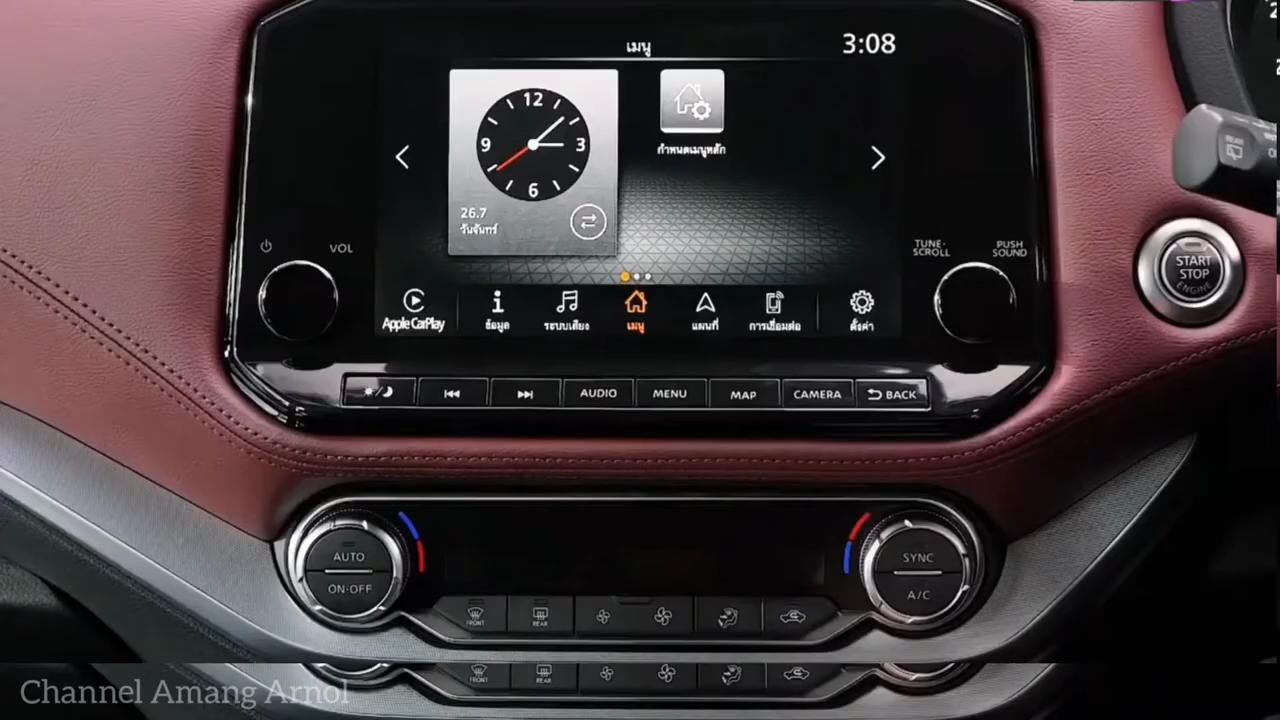 เมนู
3:08
12
9
3
6
26.7
วันจันทร์
กำหนดเมนูหลัก
VOL
TUNE·
SCROLL
PUSH
SOUND
REAR
START
STOP
ENGINE
Apple CarPlay
ข้อมูล
ระบบเสียง
เมนู
แผนที่
การเชื่อมต่อ
ตั้งค่า
AUDIO
MENU
MAP
CAMERA
BACK
AUTO
ON·OFF
SYNC
A/C
FRONT
REAR
FRONT
REAR
Channel Amang Arnol